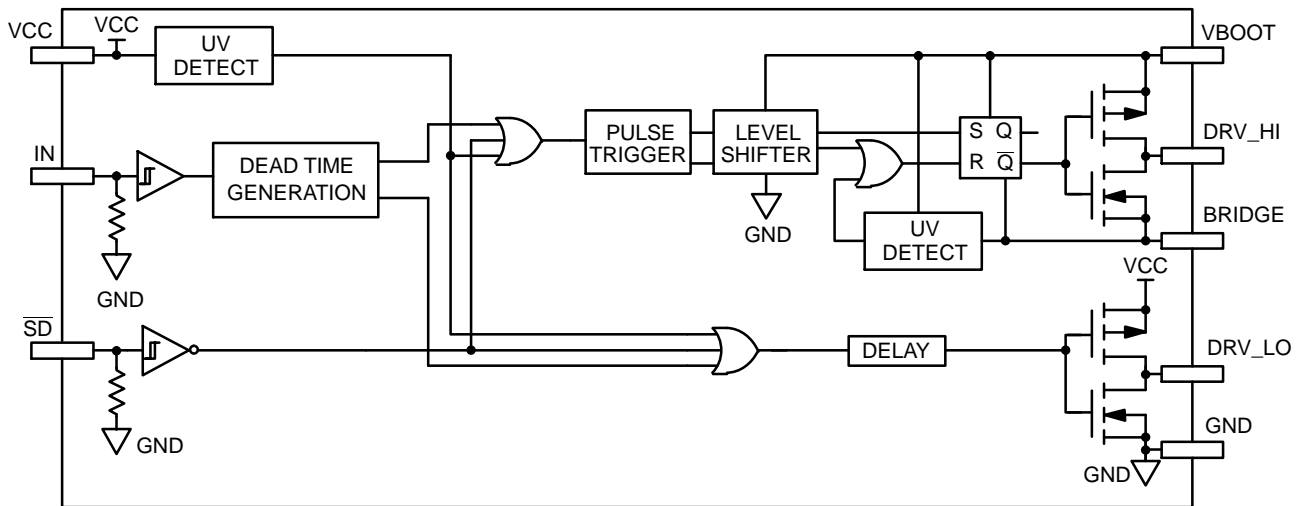 VCC
VCC
UV
DETECT
VBOOT
IN
DEAD TIME
GENERATION
PULSE
TRIGGER
LEVEL
SHIFTER
S Q
R Q̅
DRV_HI
GND
GND
UV
DETECT
BRIDGE
VCC
S̅D̅
DELAY
DRV_LO
GND
GND
GND